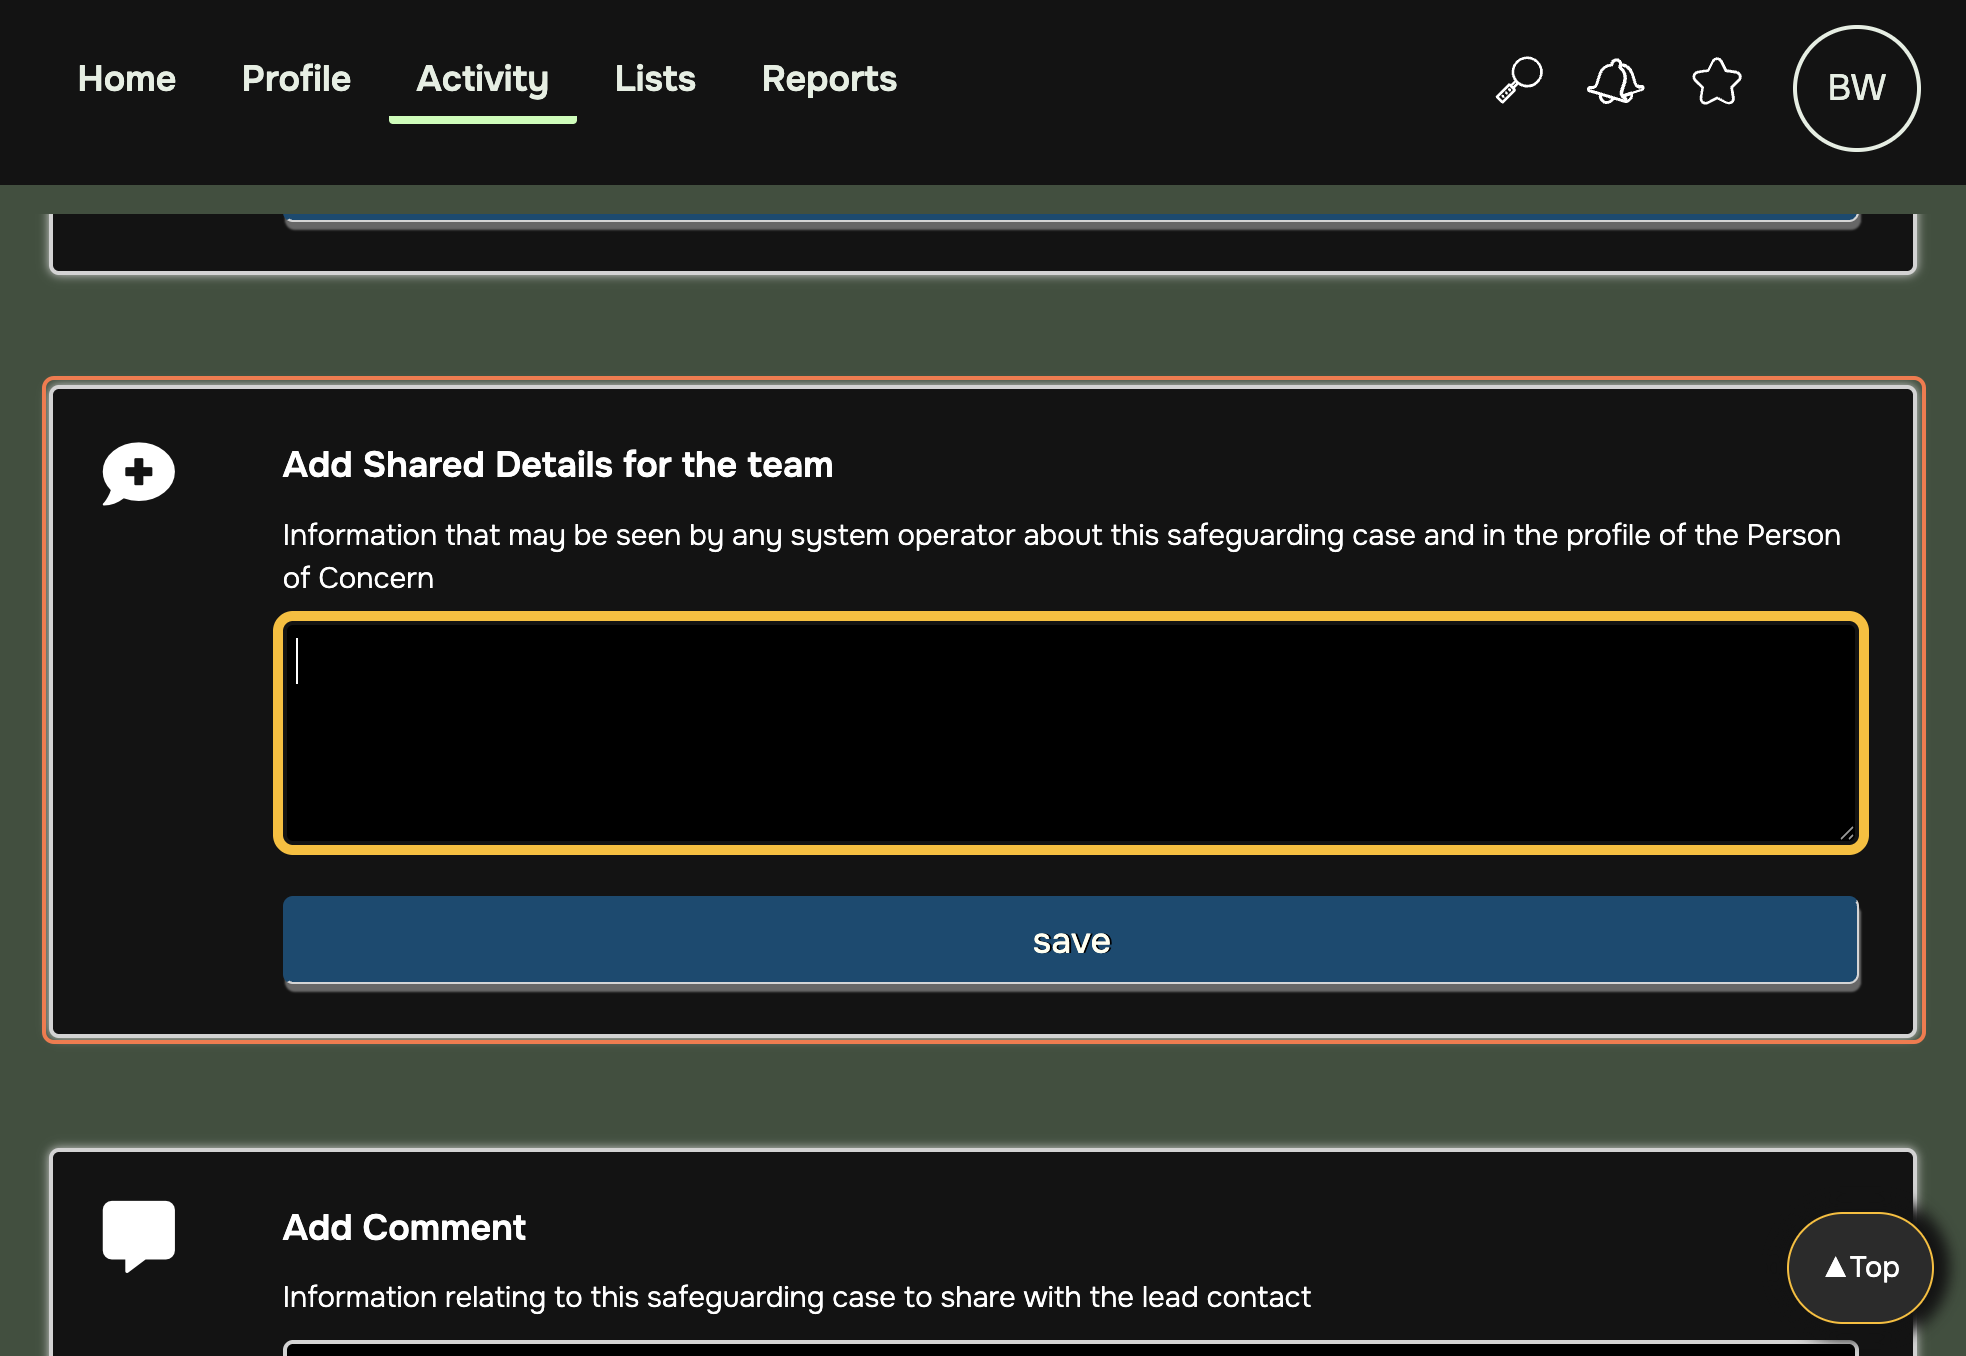 Home Profile Activity Lists Reports BW
Add Shared Details for the team
Information that may be seen by any system operator about this safeguarding case and in the profile of the Person
of Concern
save
Add Comment
Information relating to this safeguarding case to share with the lead contact
▲Top